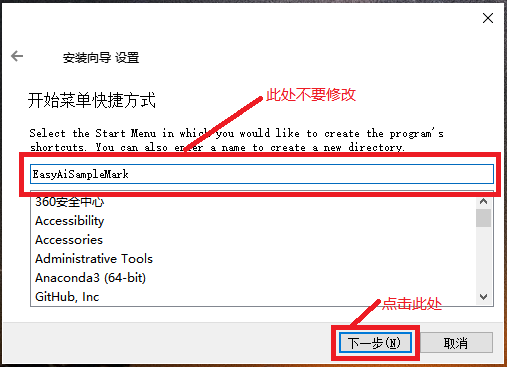 安装向导 设置
开始菜单快捷方式
此处不要修改
Select the Start Menu in which you would like to create the program's
shortcuts. You can also enter a name to create a new directory.
EasyAiSampleMark
360安全中心
Accessibility
Accessories
Administrative Tools
Anaconda3 (64-bit)
GitHub, Inc
点击此处
下一步(N)
取消